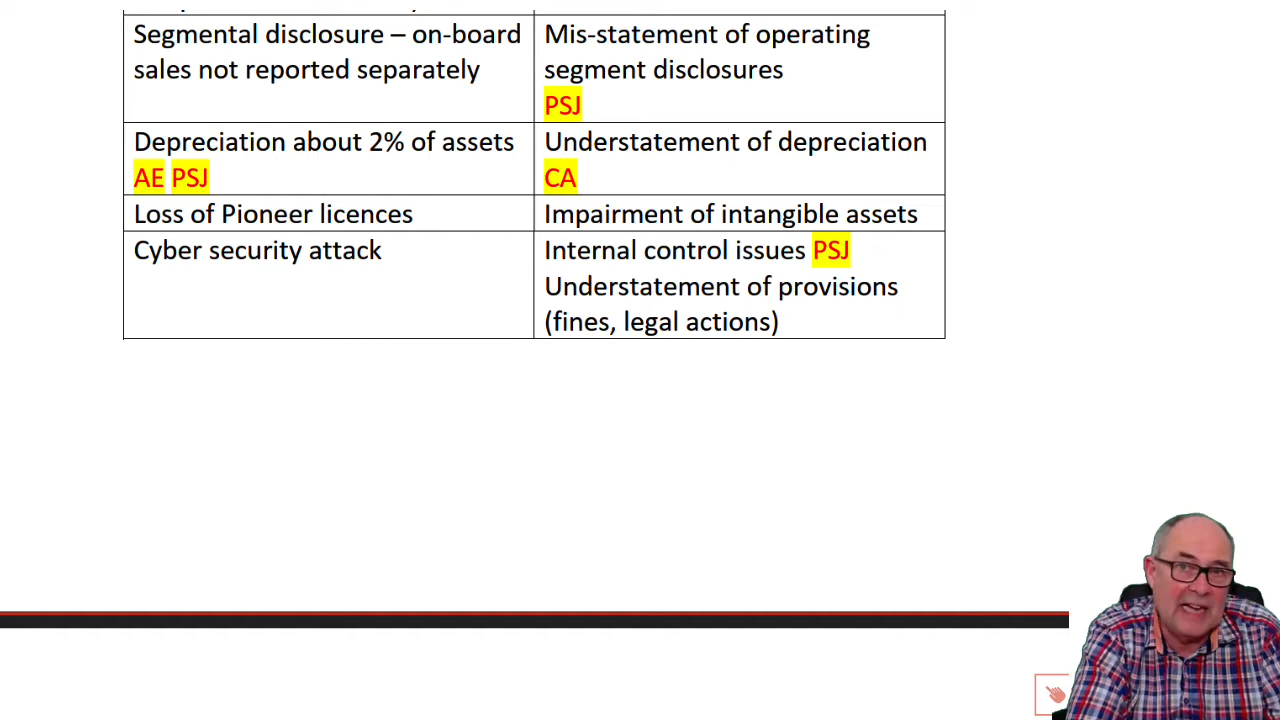 Segmental disclosure – on-board
sales not reported separately
Mis-statement of operating
segment disclosures
PSJ
Depreciation about 2% of assets
AE PSJ
Understatement of depreciation
CA
Loss of Pioneer licences
Impairment of intangible assets
Cyber security attack
Internal control issues PSJ
Understatement of provisions
(fines, legal actions)